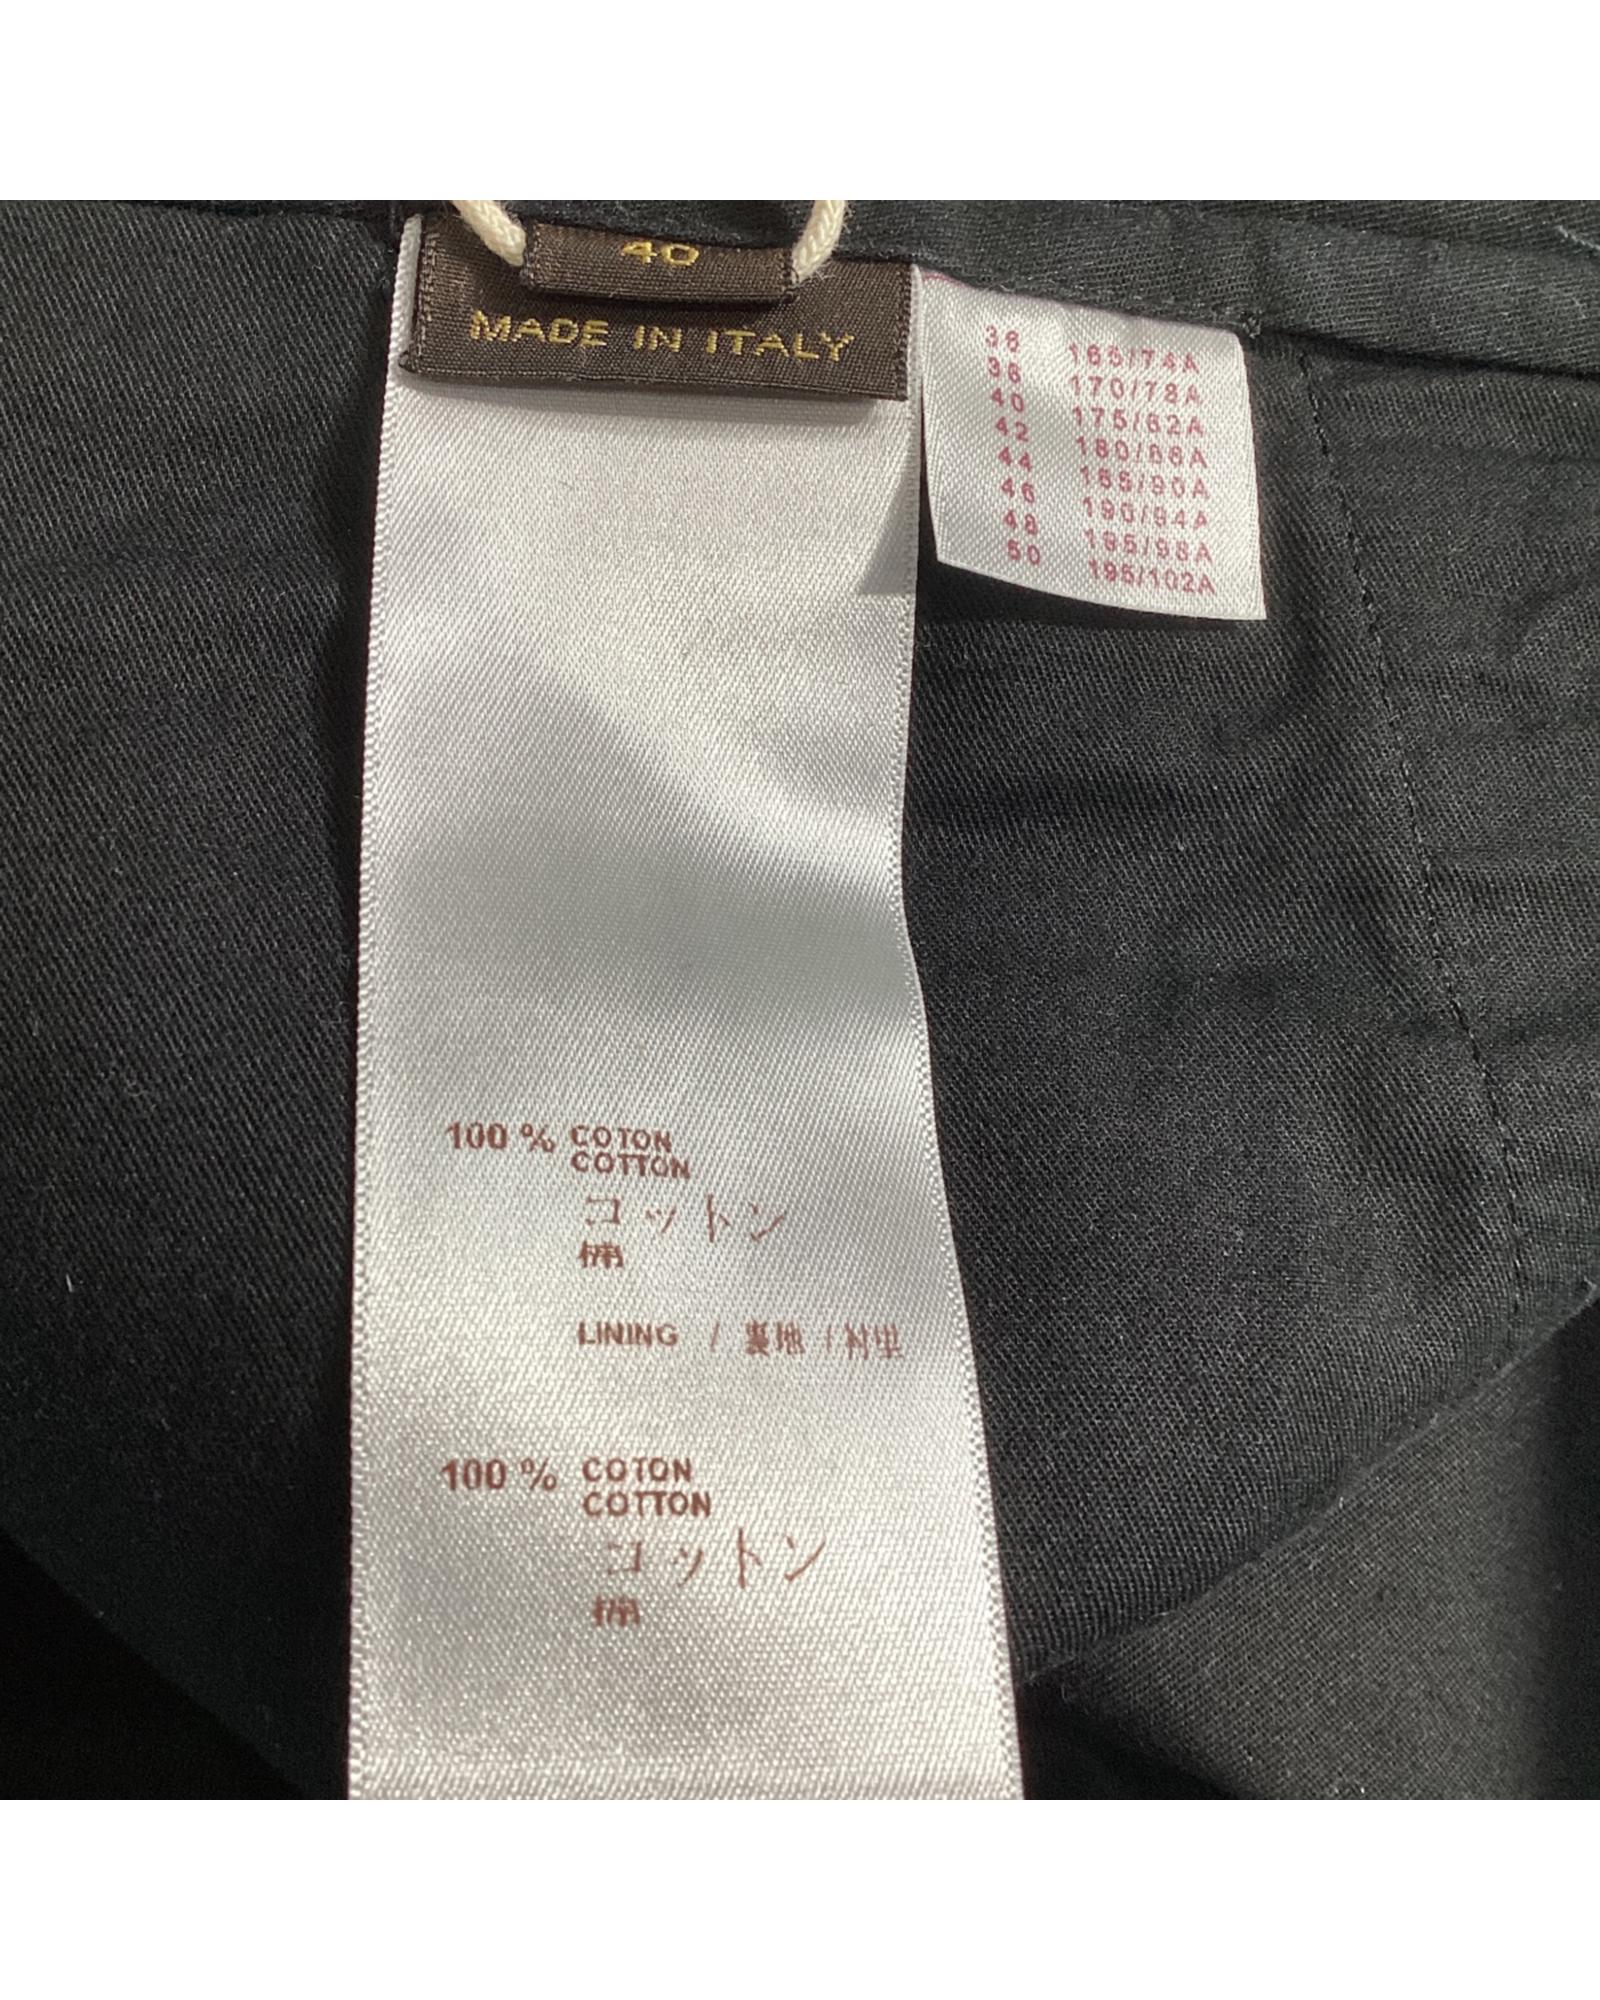 40
MADE IN ITALY
36 165/74A
38 170/78A
40 175/82A
42 180/86A
44 185/90A
46 190/94A
48 195/98A
50 195/102A
100 % COTON
COTTON
コットン
棉
LINING / 裏地 / 衬里
100 % COTON
COTTON
コットン
棉